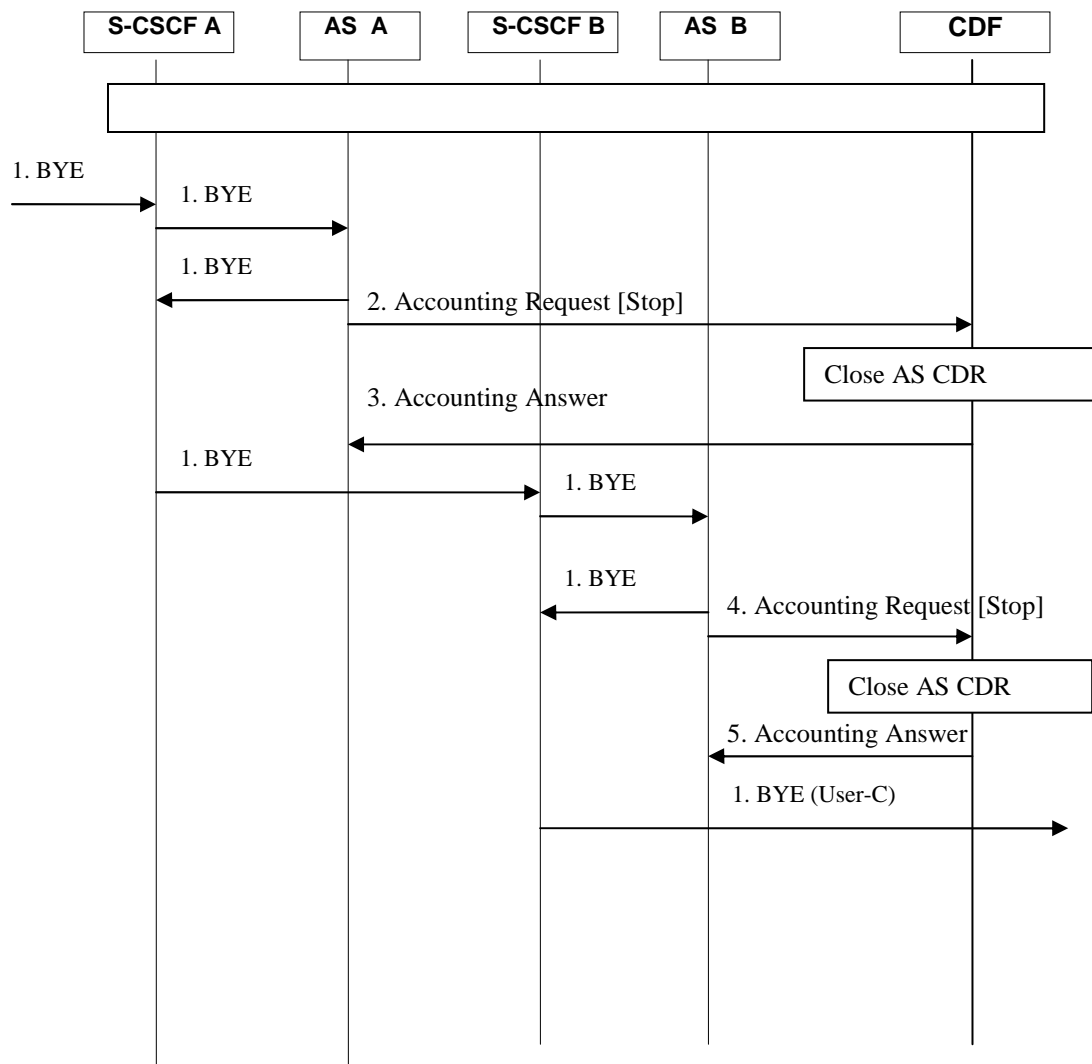 S-CSCF A
AS A
S-CSCF B
AS B
CDF
1. BYE
1. BYE
1. BYE
2. Accounting Request [Stop]
Close AS CDR
3. Accounting Answer
1. BYE
1. BYE
1. BYE
4. Accounting Request [Stop]
Close AS CDR
5. Accounting Answer
1. BYE (User-C)